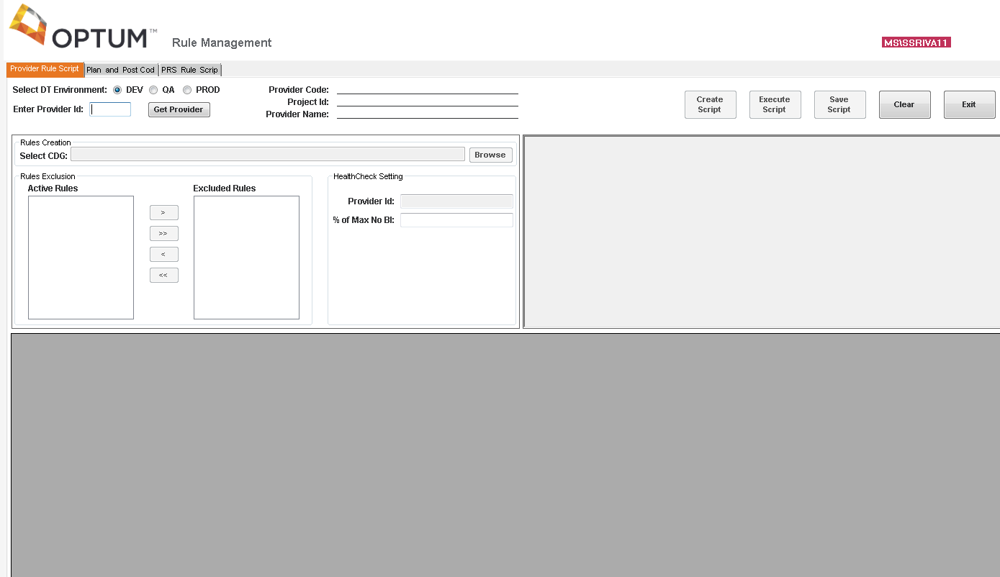 OPTUM™
Rule Management
MS\SSRIVA11
Provider Rule Script
Plan and Post Cod
PRS Rule Scrip
Select DT Environment: DEV QA PROD
Enter Provider Id: Get Provider
Provider Code:
Project Id:
Provider Name:
Create
Script
Execute
Script
Save
Script
Clear
Exit
Rules Creation
Select CDG: Browse
Rules Exclusion
Active Rules
Excluded Rules
>
>>
<
<<
HealthCheck Setting
Provider Id:
% of Max No BI: